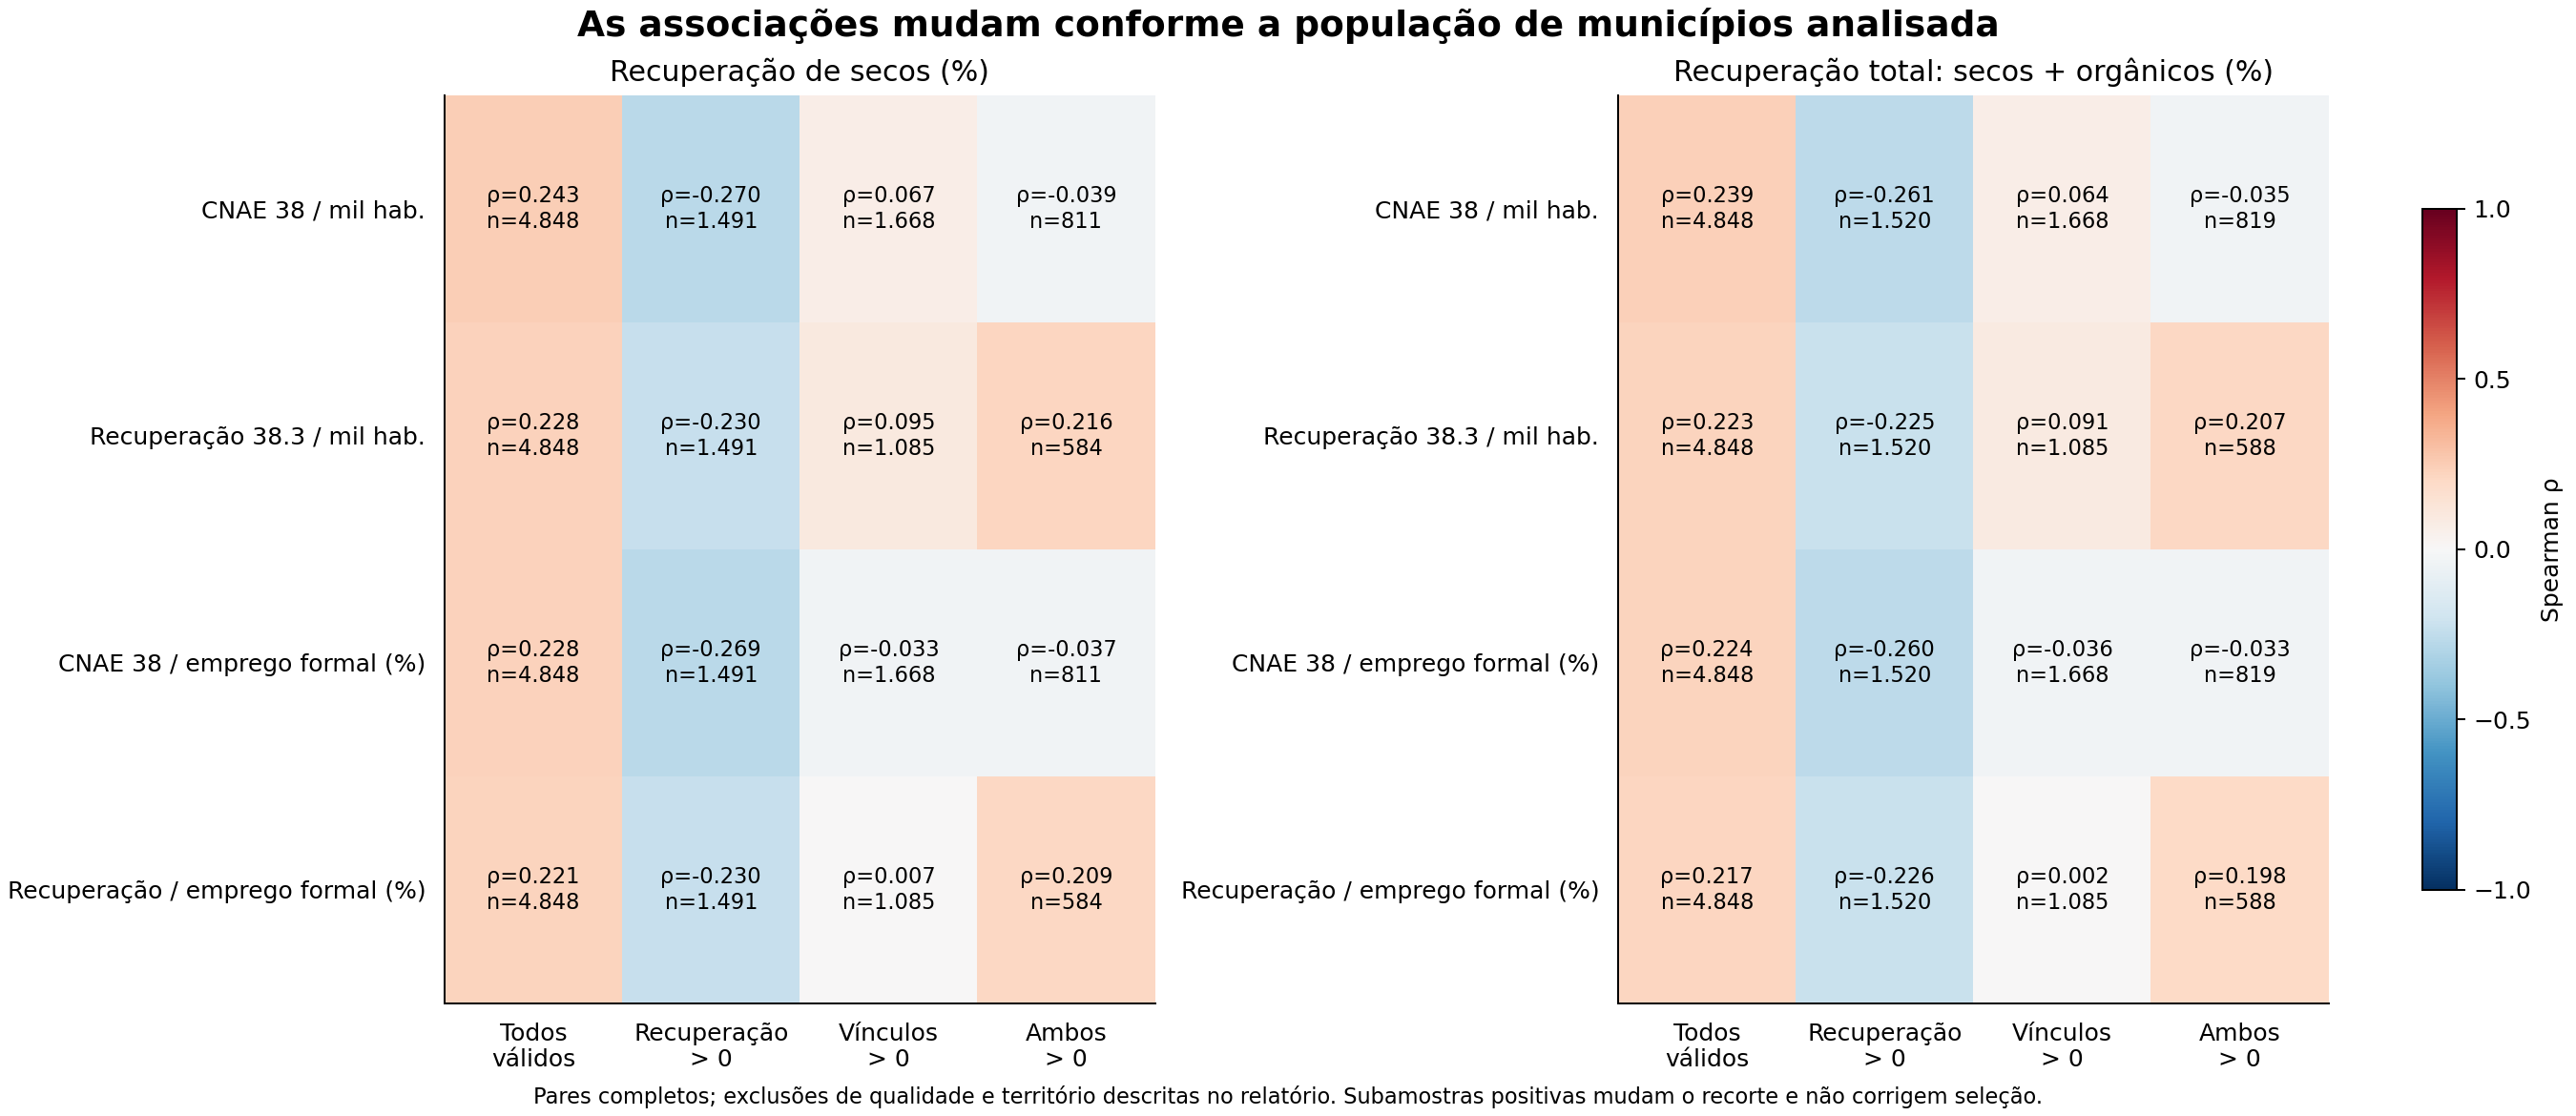 As associações mudam conforme a população de municípios analisada
Recuperação de secos (%)
CNAE 38 / mil hab.
ρ=0.243
n=4.848
ρ=-0.270
n=1.491
ρ=0.067
n=1.668
ρ=-0.039
n=811
Recuperação 38.3 / mil hab.
ρ=0.228
n=4.848
ρ=-0.230
n=1.491
ρ=0.095
n=1.085
ρ=0.216
n=584
CNAE 38 / emprego formal (%)
ρ=0.228
n=4.848
ρ=-0.269
n=1.491
ρ=-0.033
n=1.668
ρ=-0.037
n=811
Recuperação / emprego formal (%)
ρ=0.221
n=4.848
ρ=-0.230
n=1.491
ρ=0.007
n=1.085
ρ=0.209
n=584
Todos
válidos
Recuperação
> 0
Vínculos
> 0
Ambos
> 0
Recuperação total: secos + orgânicos (%)
CNAE 38 / mil hab.
ρ=0.239
n=4.848
ρ=-0.261
n=1.520
ρ=0.064
n=1.668
ρ=-0.035
n=819
Recuperação 38.3 / mil hab.
ρ=0.223
n=4.848
ρ=-0.225
n=1.520
ρ=0.091
n=1.085
ρ=0.207
n=588
CNAE 38 / emprego formal (%)
ρ=0.224
n=4.848
ρ=-0.260
n=1.520
ρ=-0.036
n=1.668
ρ=-0.033
n=819
Recuperação / emprego formal (%)
ρ=0.217
n=4.848
ρ=-0.226
n=1.520
ρ=0.002
n=1.085
ρ=0.198
n=588
Todos
válidos
Recuperação
> 0
Vínculos
> 0
Ambos
> 0
1.0
0.5
0.0
−0.5
−1.0
Spearman ρ
Pares completos; exclusões de qualidade e território descritas no relatório. Subamostras positivas mudam o recorte e não corrigem seleção.